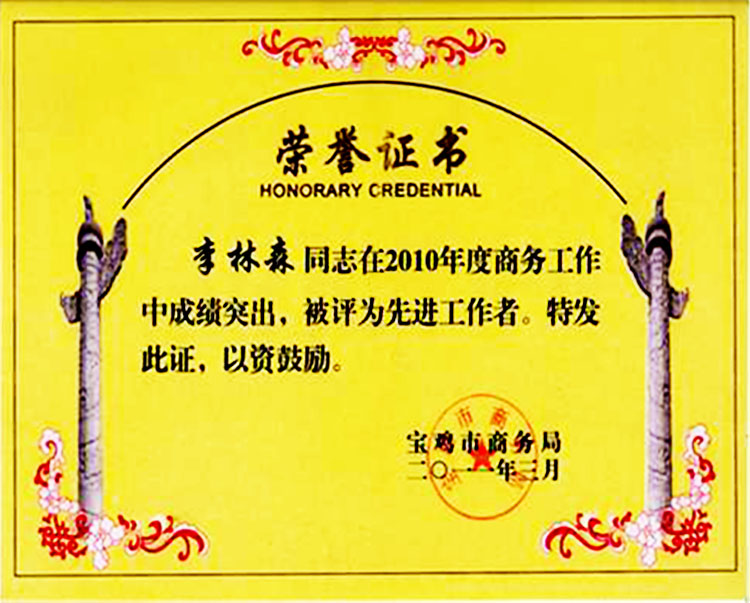 荣誉证书
HONORARY CREDENTIAL
李林森同志在2010年度商务工作
中成绩突出，被评为先进工作者。特发
此证，以资鼓励。
宝鸡市商务局
二〇一一年三月